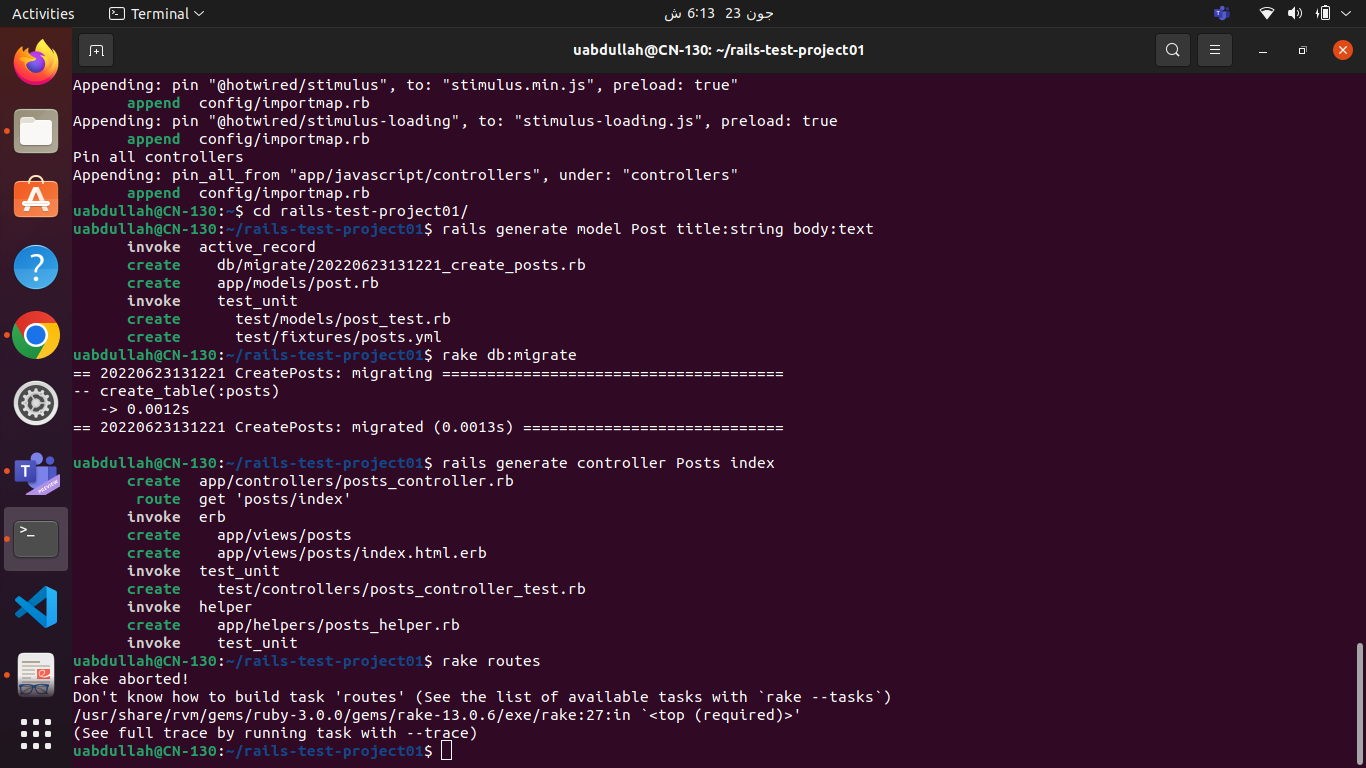 Activities
Terminal
جون 23 6:13 ش
uabdullah@CN-130: ~/rails-test-project01
Appending: pin "@hotwired/stimulus", to: "stimulus.min.js", preload: true"
append config/importmap.rb
Appending: pin "@hotwired/stimulus-loading", to: "stimulus-loading.js", preload: true
append config/importmap.rb
Pin all controllers
Appending: pin_all_from "app/javascript/controllers", under: "controllers"
append config/importmap.rb
uabdullah@CN-130:~$ cd rails-test-project01/
uabdullah@CN-130:~/rails-test-project01$ rails generate model Post title:string body:text
invoke active_record
create db/migrate/20220623131221_create_posts.rb
create app/models/post.rb
invoke test_unit
create test/models/post_test.rb
create test/fixtures/posts.yml
uabdullah@CN-130:~/rails-test-project01$ rake db:migrate
== 20220623131221 CreatePosts: migrating ======================================
-- create_table(:posts)
-> 0.0012s
== 20220623131221 CreatePosts: migrated (0.0013s) =============================
uabdullah@CN-130:~/rails-test-project01$ rails generate controller Posts index
create app/controllers/posts_controller.rb
route get 'posts/index'
invoke erb
create app/views/posts
create app/views/posts/index.html.erb
invoke test_unit
create test/controllers/posts_controller_test.rb
invoke helper
create app/helpers/posts_helper.rb
invoke test_unit
uabdullah@CN-130:~/rails-test-project01$ rake routes
rake aborted!
Don't know how to build task 'routes' (See the list of available tasks with `rake --tasks`)
/usr/share/rvm/gems/ruby-3.0.0/gems/rake-13.0.6/exe/rake:27:in `<top (required)>'
(See full trace by running task with --trace)
uabdullah@CN-130:~/rails-test-project01$